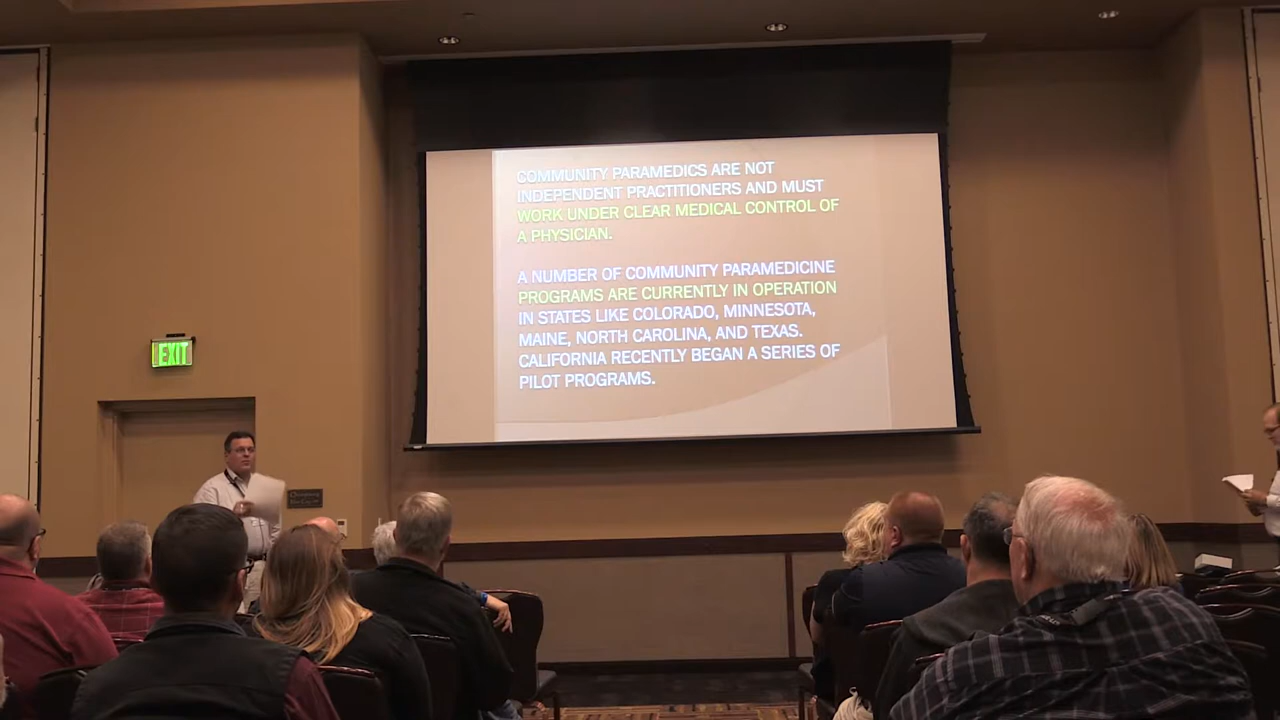 COMMUNITY PARAMEDICS ARE NOT
INDEPENDENT PRACTITIONERS AND MUST
WORK UNDER CLEAR MEDICAL CONTROL OF
A PHYSICIAN.
A NUMBER OF COMMUNITY PARAMEDICINE
PROGRAMS ARE CURRENTLY IN OPERATION
IN STATES LIKE COLORADO, MINNESOTA,
MAINE, NORTH CAROLINA, AND TEXAS.
CALIFORNIA RECENTLY BEGAN A SERIES OF
PILOT PROGRAMS.
EXIT